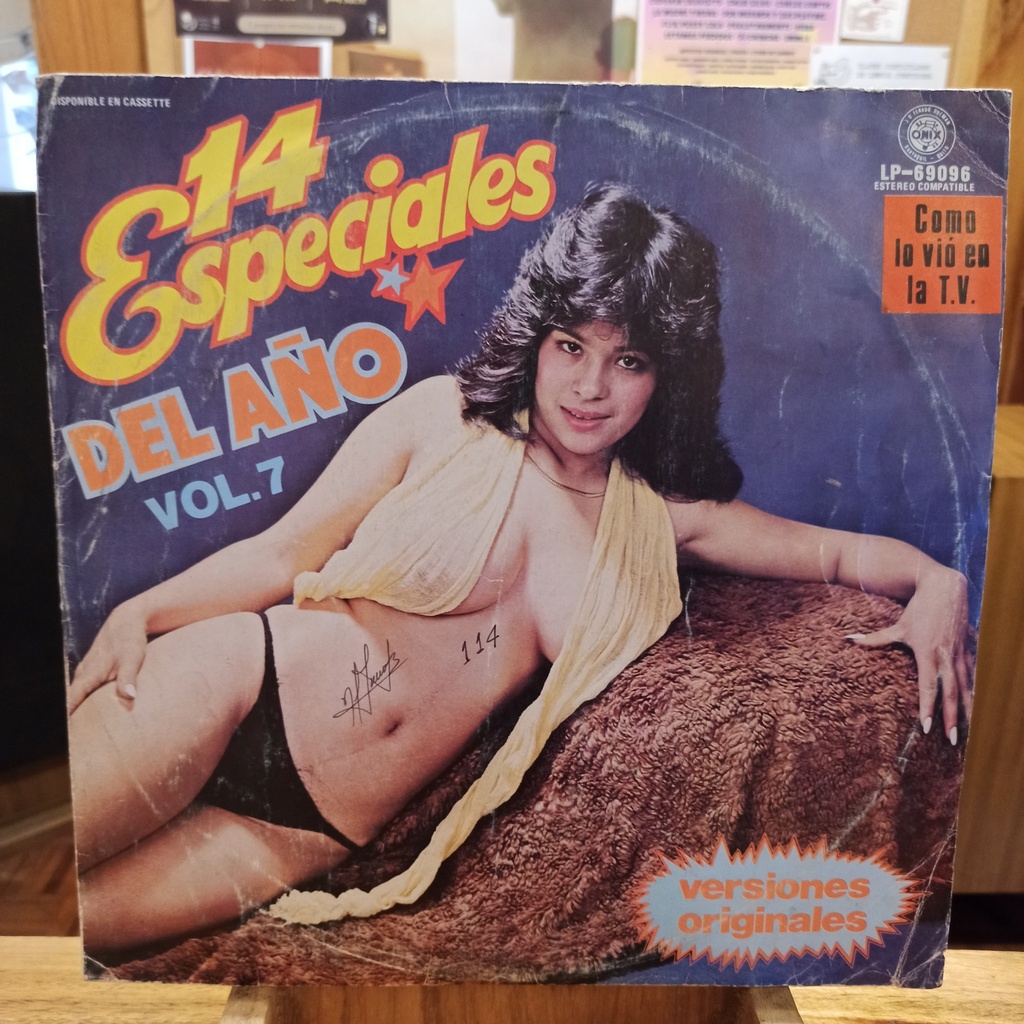 DISPONIBLE EN CASSETTE
14
Especiales
DEL AÑO
VOL.7
ONIX
LP-69096
ESTEREO COMPATIBLE
Como
lo vió en
la T.V.
114
versiones
originales